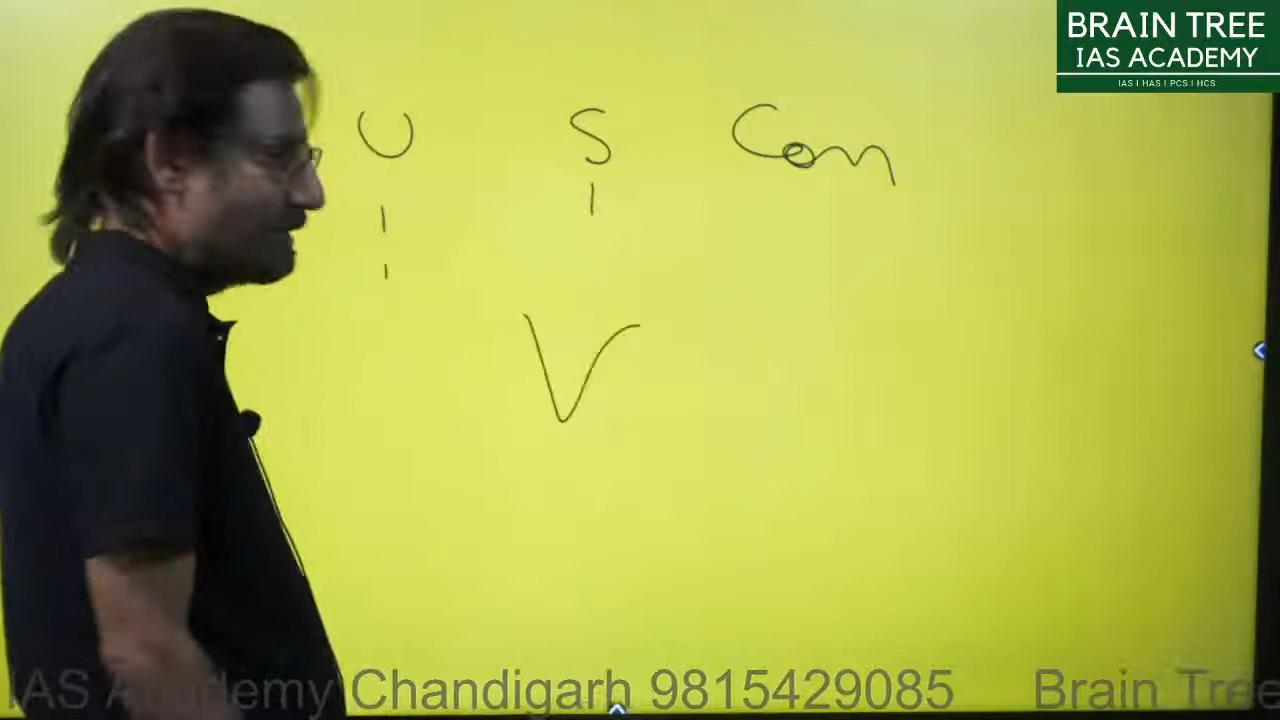 BRAIN TREE
IAS ACADEMY
IAS I HAS I PCS I HCS
U S Com
V
IAS Academy Chandigarh 9815429085 Brain Tree